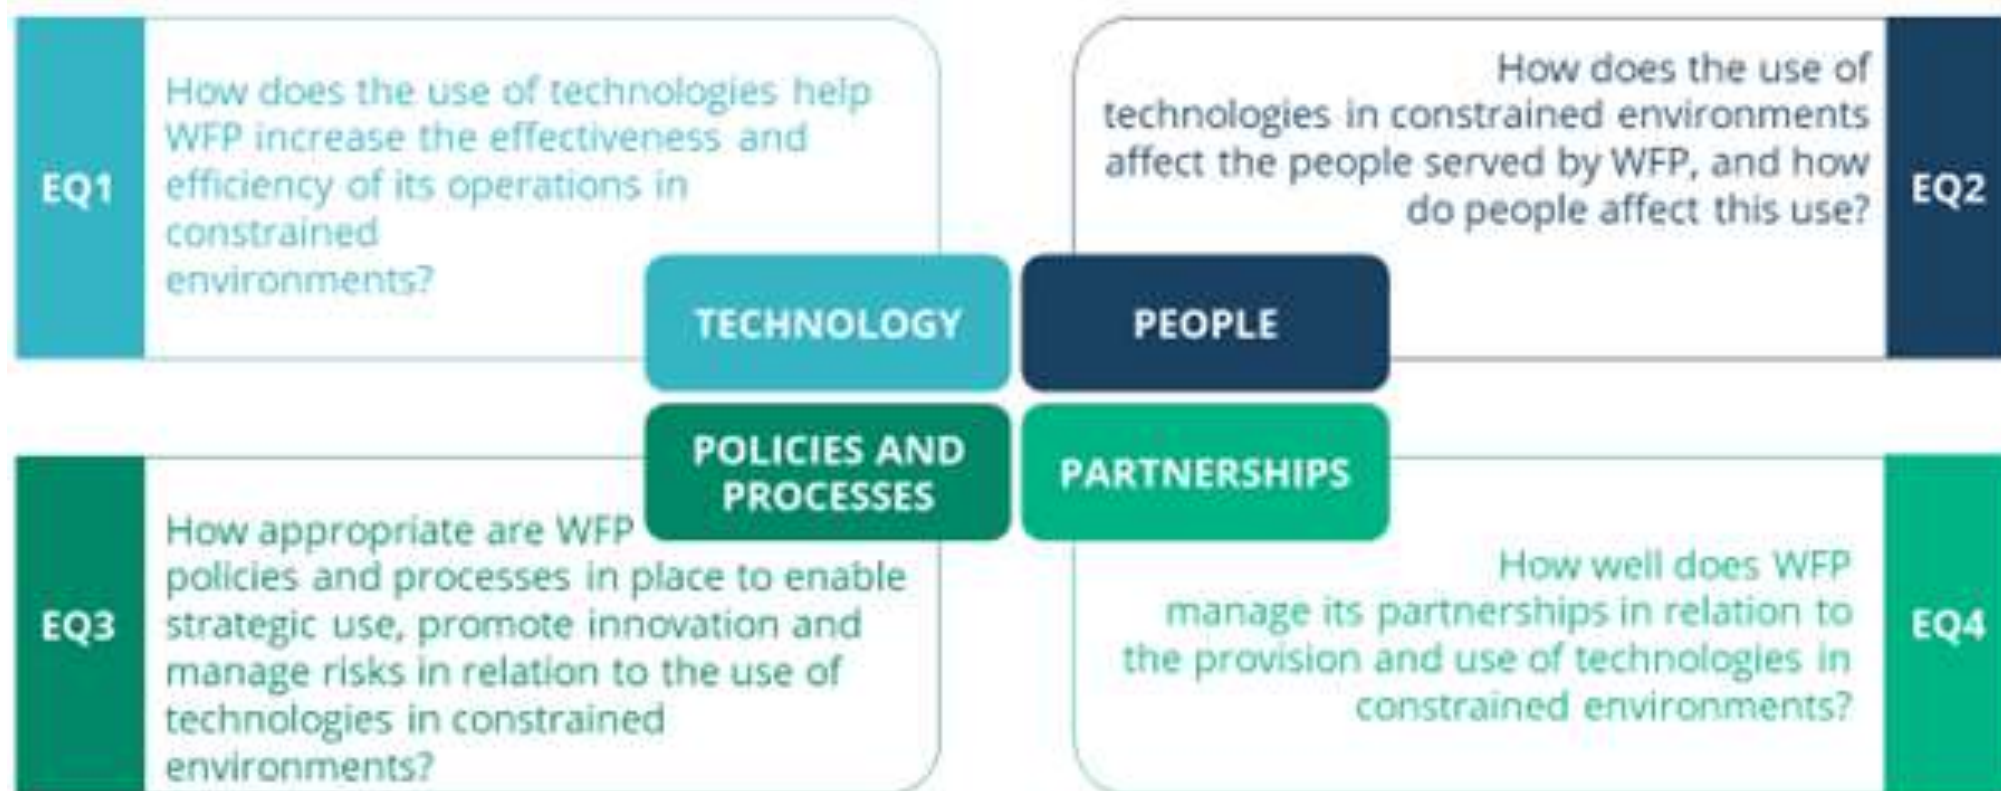 EQ1
How does the use of technologies help
WFP increase the effectiveness and
efficiency of its operations in
constrained
environments?
TECHNOLOGY
How does the use of
technologies in constrained environments
affect the people served by WFP, and how
do people affect this use?
EQ2
PEOPLE
POLICIES AND
PROCESSES
EQ3
How appropriate are WFP
policies and processes in place to enable
strategic use, promote innovation and
manage risks in relation to the use of
technologies in constrained
environments?
PARTNERSHIPS
How well does WFP
manage its partnerships in relation to
the provision and use of technologies in
constrained environments?
EQ4